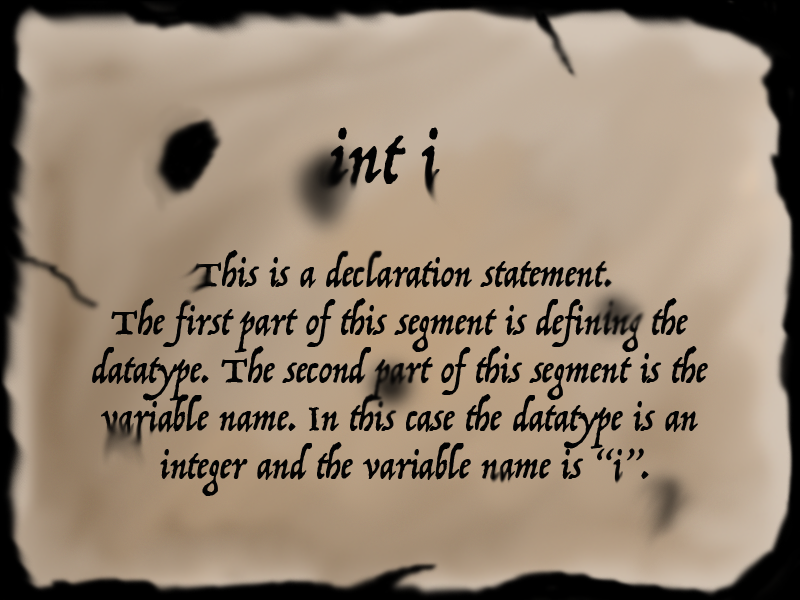 int i
This is a declaration statement.
The first part of this segment is defining the
datatype. The second part of this segment is the
variable name. In this case the datatype is an
integer and the variable name is “i”.